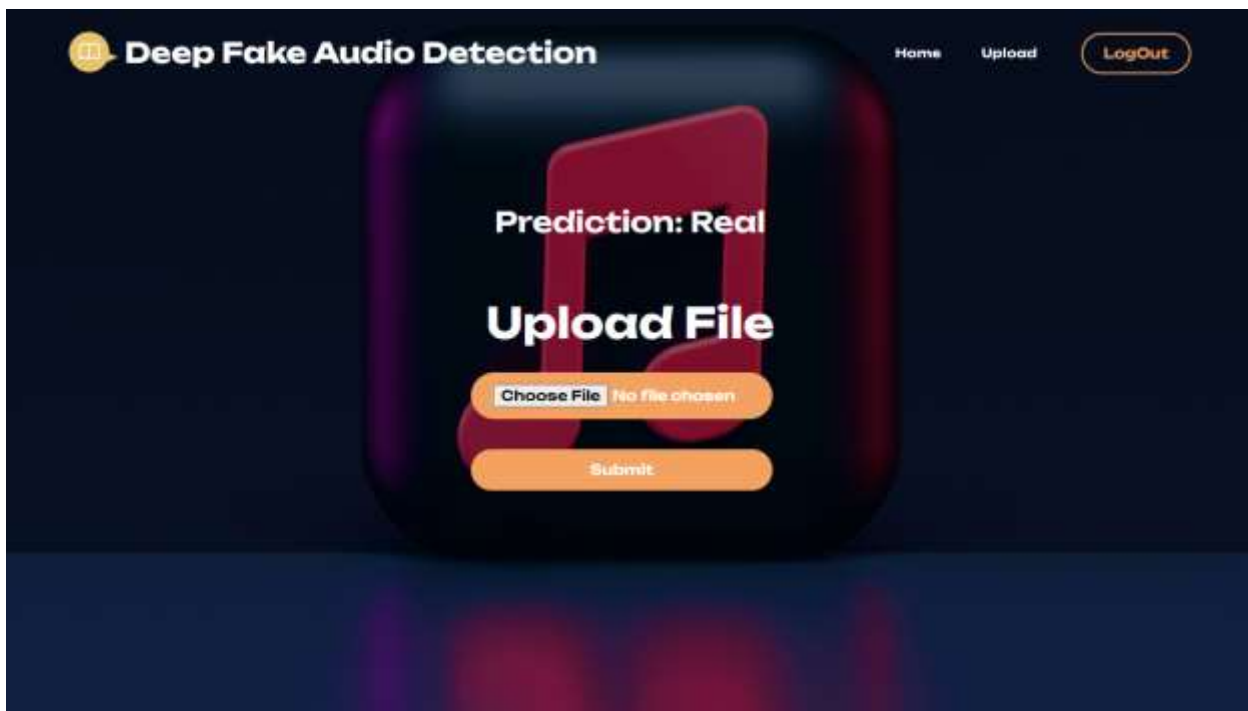 Deep Fake Audio Detection
Home
Upload
LogOut
Prediction: Real
Upload File
Choose File No file chosen
Submit